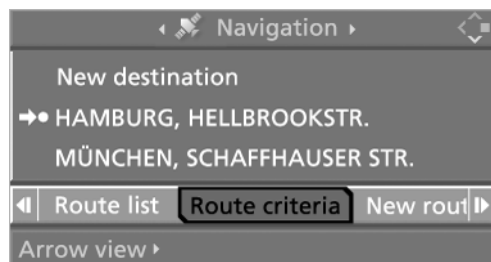 Navigation
New destination
HAMBURG, HELLBROOKSTR.
MÜNCHEN, SCHAFFHAUSER STR.
Route list Route criteria New rout
Arrow view